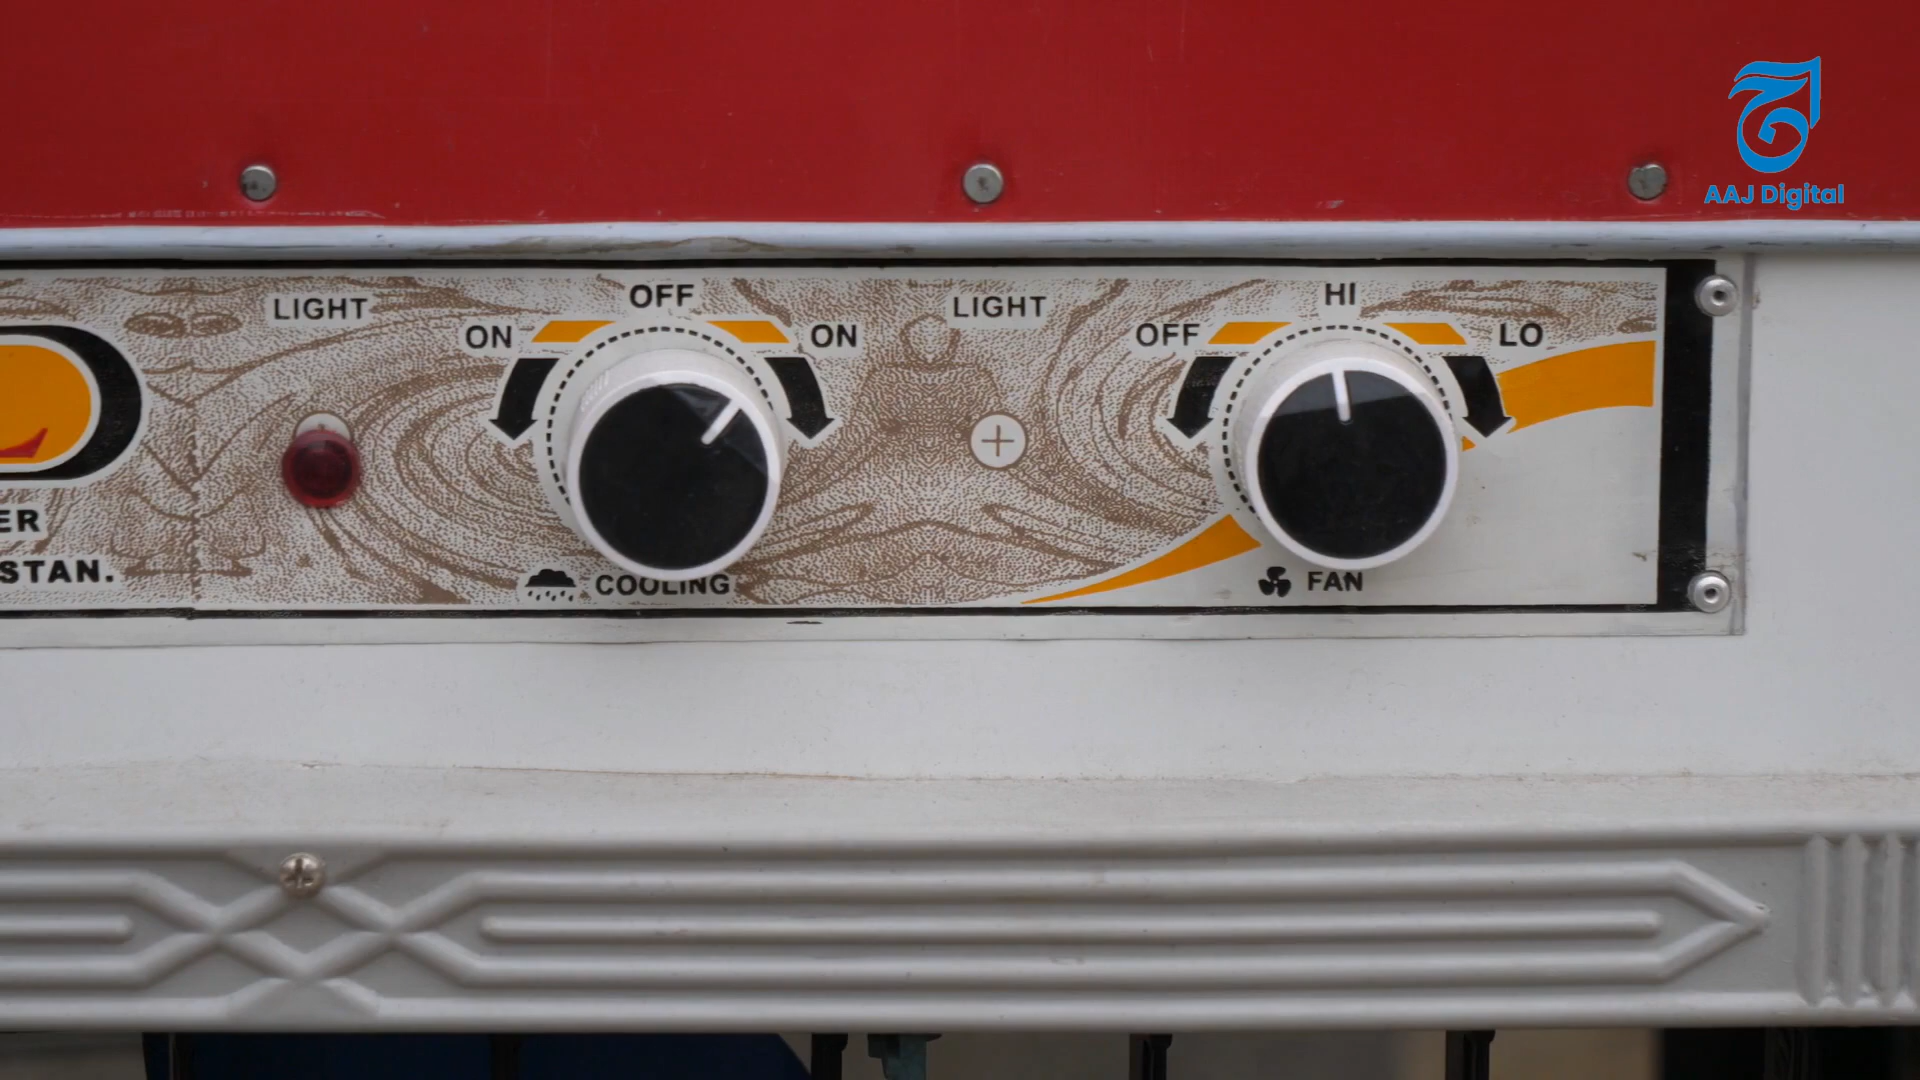 AAJ Digital
LIGHT
ON
OFF
ON
LIGHT
OFF
HI
LO
ER
STAN.
COOLING
FAN